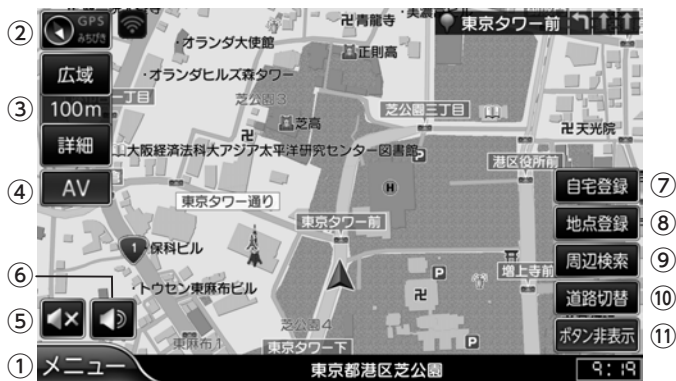 ② GPS みちびき
卍青龍寺
東京タワー前
・オランダ大使館
正則高
広域
・オランダヒルズ森タワー
③ 100m
芝公園3
芝公園三丁目
芝高
卍天光院
詳細
大阪経済法科大アジア太平洋研究センター図書館
港区役所前
④ AV
自宅登録 ⑦
東京タワー通り
東京タワー前
地点登録 ⑧
1 保科ビル
周辺検索 ⑨
増上寺前
⑥
・トウセン東麻布ビル
道路切替 ⑩
⑤
芝公園4
ボタン非表示 ⑪
東麻布1
東京タワー下
① メニュー
東京都港区芝公園
9:19